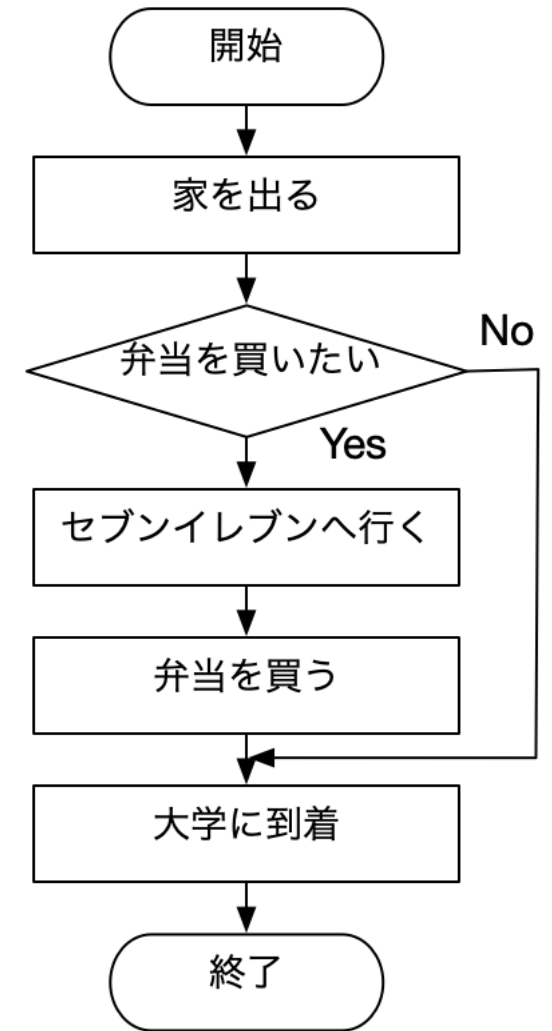 開始
家を出る
弁当を買いたい
No
Yes
セブンイレブンへ行く
弁当を買う
大学に到着
終了